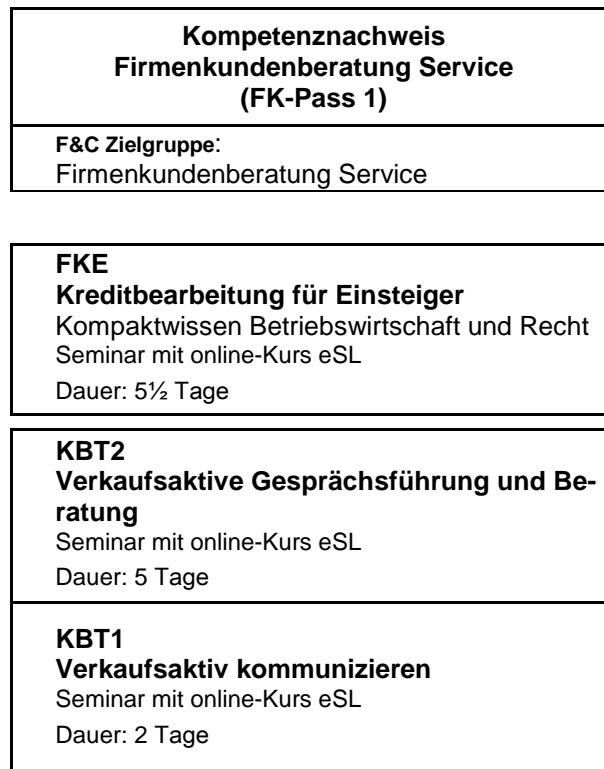 Kompetenznachweis
Firmenkundenberatung Service
(FK-Pass 1)
F&C Zielgruppe:
Firmenkundenberatung Service
FKE
Kreditbearbeitung für Einsteiger
Kompaktwissen Betriebswirtschaft und Recht
Seminar mit online-Kurs eSL
Dauer: 5½ Tage
KBT2
Verkaufsaktive Gesprächsführung und Be-
ratung
Seminar mit online-Kurs eSL
Dauer: 5 Tage
KBT1
Verkaufsaktiv kommunizieren
Seminar mit online-Kurs eSL
Dauer: 2 Tage